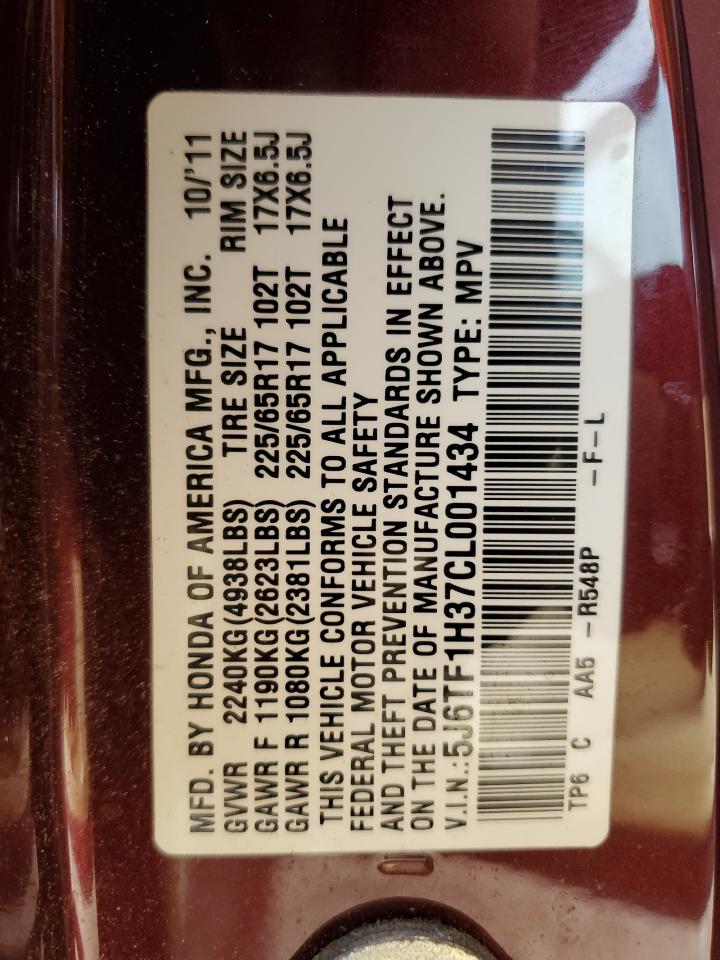 MFD. BY HONDA OF AMERICA MFG., INC. 10/'11
GVWR 2240KG(4938LBS) TIRE SIZE RIM SIZE
GAWR F 1190KG(2623LBS) 225/65R17 102T 17X6.5J
GAWR R 1080KG(2381LBS) 225/65R17 102T 17X6.5J
THIS VEHICLE CONFORMS TO ALL APPLICABLE
FEDERAL MOTOR VEHICLE SAFETY
AND THEFT PREVENTION STANDARDS IN EFFECT
ON THE DATE OF MANUFACTURE SHOWN ABOVE.
V.I.N.:5J6TF1H37CL001434 TYPE: MPV
TP6 C AA5 -R548P -F-L